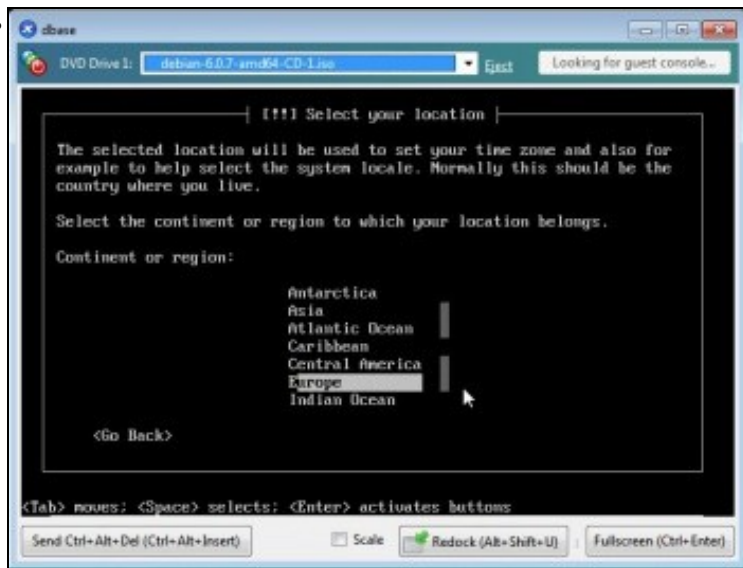 dbase
DVD Drive 1: debian-6.0.7-amd64-CD-1.iso Eject Looking for guest console...
[!!] Select your location
The selected location will be used to set your time zone and also for
example to help select the system locale. Normally this should be the
country where you live.
Select the continent or region to which your location belongs.
Continent or region:
Antarctica
Asia
Atlantic Ocean
Caribbean
Central America
Europe
Indian Ocean
<Go Back>
<Tab> moves; <Space> selects; <Enter> activates buttons
Send Ctrl+Alt+Del (Ctrl+Alt+Insert) Scale Redock (Alt+Shift+U) Fullscreen (Ctrl+Enter)